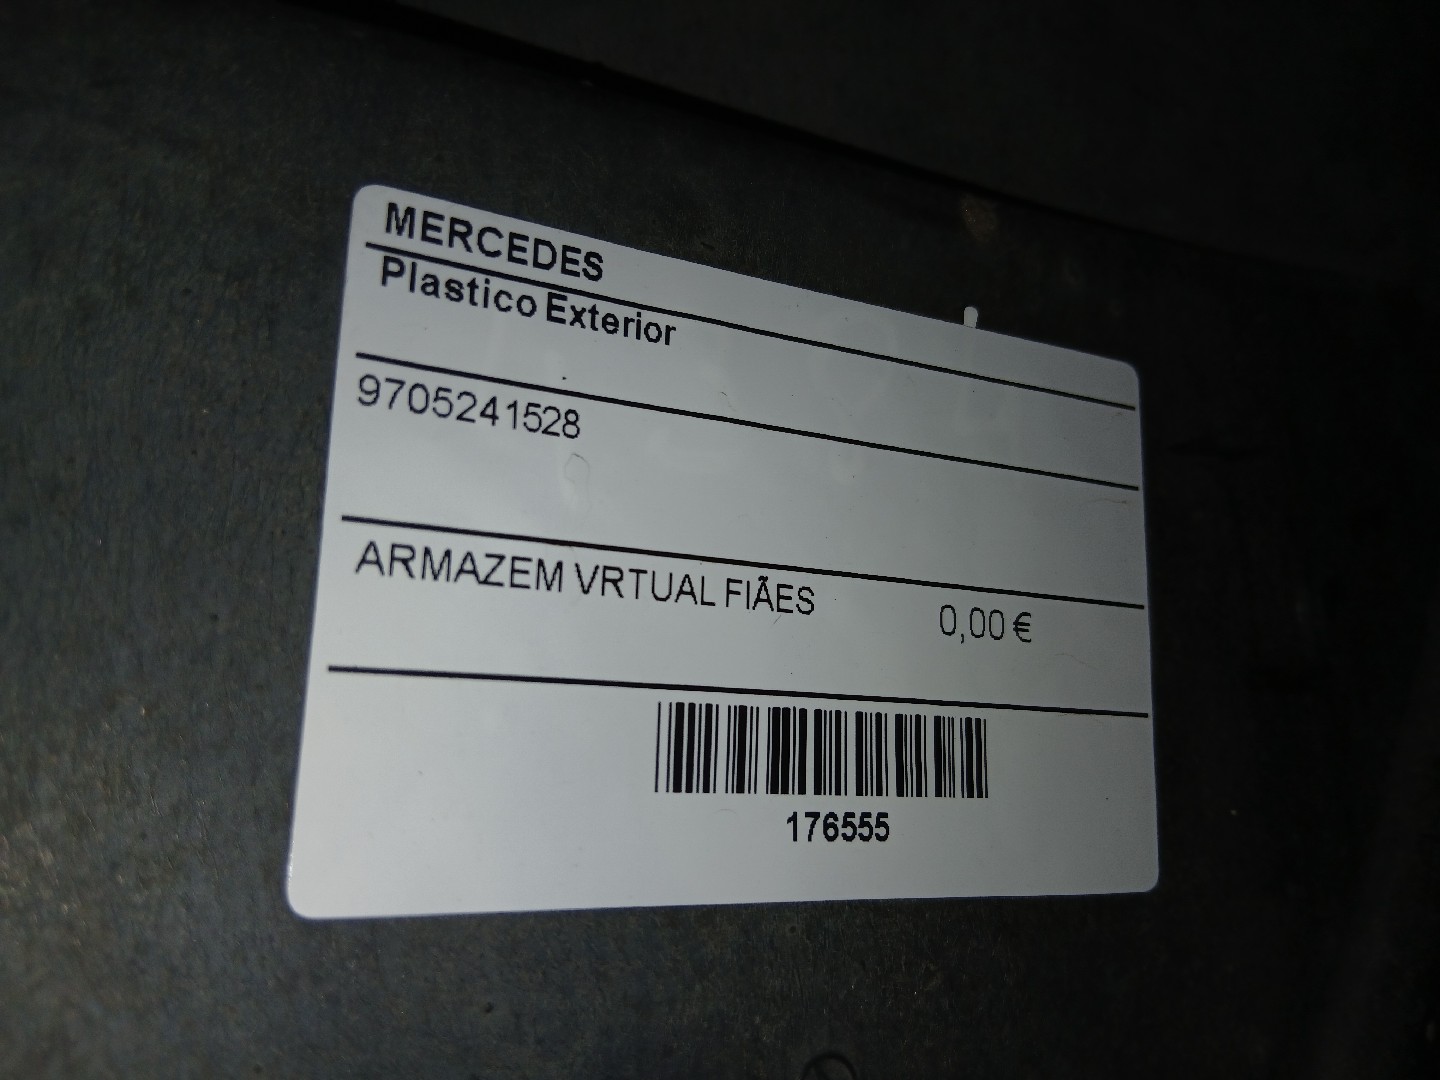 MERCEDES
Plastico Exterior
9705241528
ARMAZEM VRTUAL FIÃES 0,00 €
176555